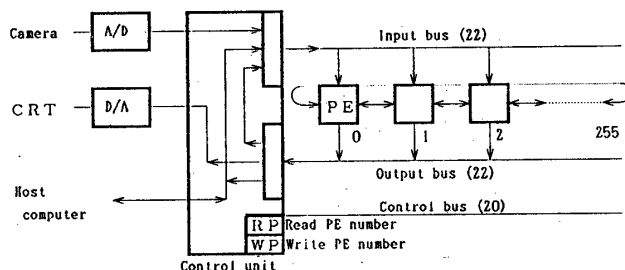 Camera
A/D
Input bus (22)
CRT
D/A
PE
0
1
2
255
Output bus (22)
Host
computer
Control bus (20)
RP Read PE number
WP Write PE number
Control unit